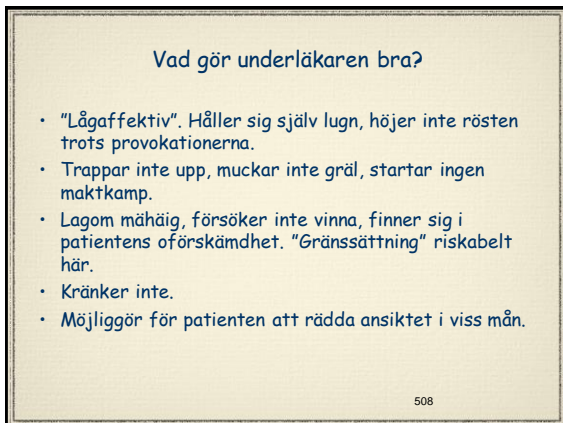 Vad gör underläkaren bra?
• ”Lågaffektiv”. Håller sig själv lugn, höjer inte rösten
trots provokationerna.
• Trappar inte upp, muckar inte gräl, startar ingen
maktkamp.
• Lagom mähäig, försöker inte vinna, finner sig i
patientens oförskämdhet. ”Gränssättning” riskabelt
här.
• Kränker inte.
• Möjliggör för patienten att rädda ansiktet i viss mån.
508